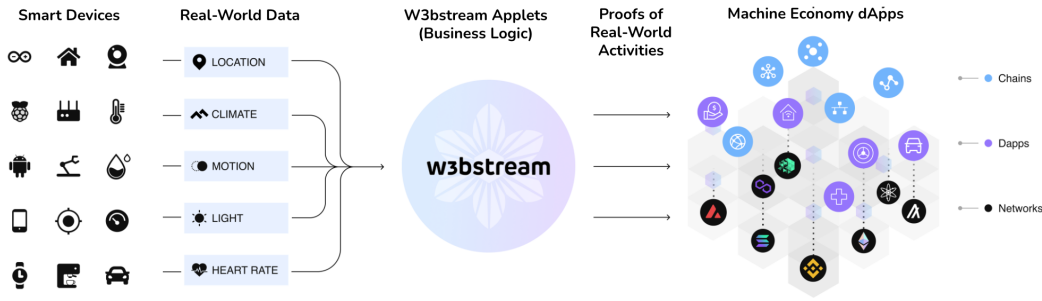 Smart Devices
Real-World Data
W3bstream Applets
(Business Logic)
Proofs of
Real-World
Activities
Machine Economy dApps
LOCATION
CLIMATE
MOTION
LIGHT
HEART RATE
w3bstream
Chains
Dapps
Networks